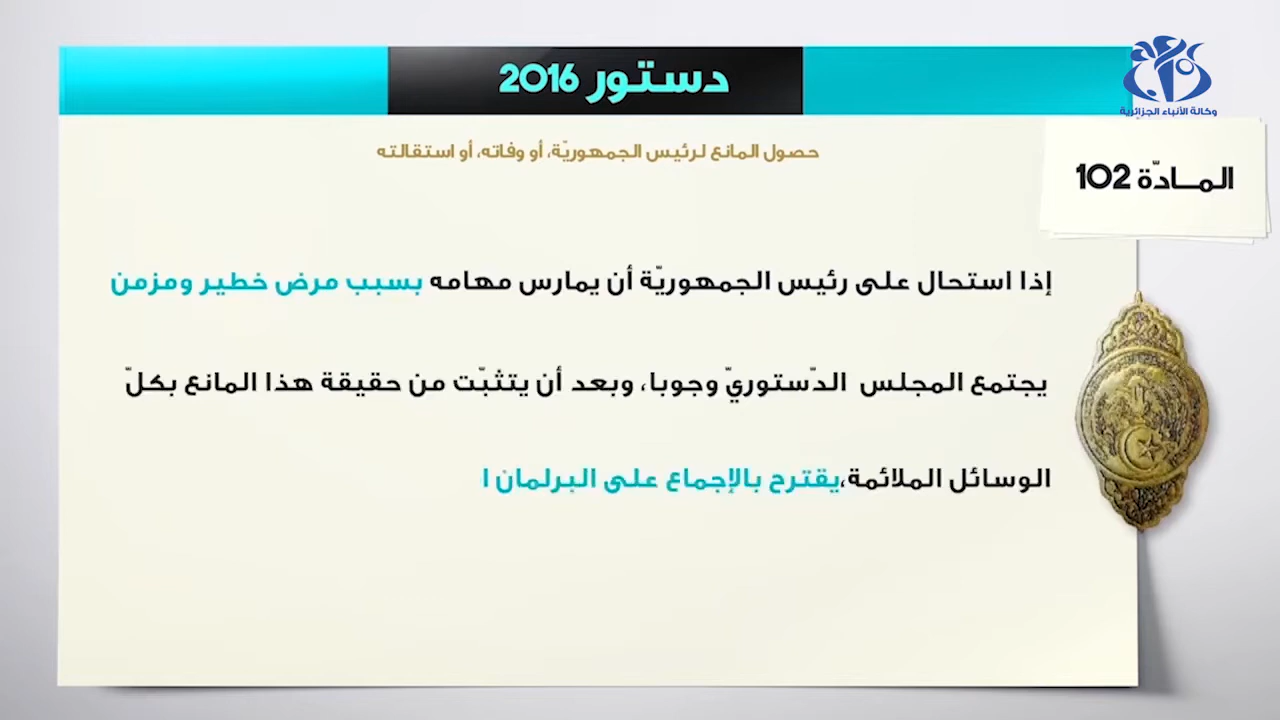 دستور 2016
وكالة الأنباء الجزائرية
حصول المانع لرئيس الجمهوريّة، أو وفاته، أو استقالته
المــادّة 102
إذا استحال على رئيس الجمهوريّة أن يمارس مهامه بسبب مرض خطير ومزمن
يجتمع المجلس الدّستوريّ وجوبا، وبعد أن يتثبّت من حقيقة هذا المانع بكلّ
الوسائل الملائمة،يقترح بالإجماع على البرلمان ا